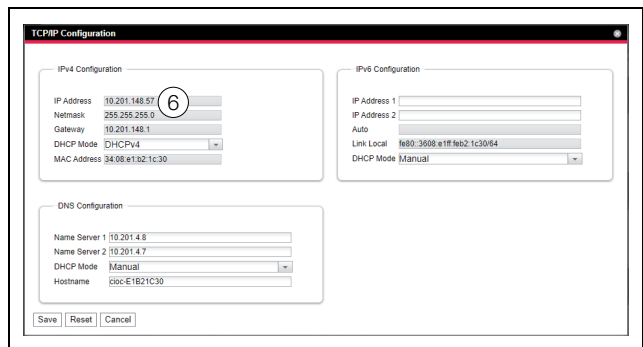 TCP/IP Configuration
IPv4 Configuration
IP Address 10.201.148.57
6
Netmask 255.255.255.0
Gateway 10.201.148.1
DHCP Mode DHCPv4
MAC Address 34:08:e1:b2:1c:30
IPv6 Configuration
IP Address 1
IP Address 2
Auto
Link Local fe80::3608:e1ff:feb2:1c30/64
DHCP Mode Manual
DNS Configuration
Name Server 1 10.201.4.8
Name Server 2 10.201.4.7
DHCP Mode Manual
Hostname cioc-E1B21C30
Save Reset Cancel